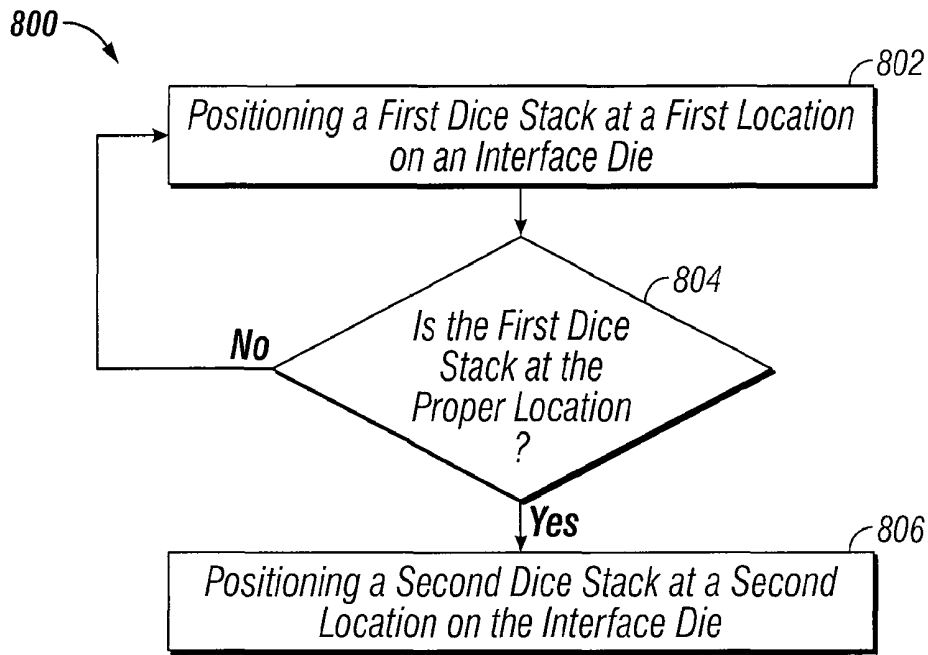 800
802
Positioning a First Dice Stack at a First Location
on an Interface Die
804
Is the First Dice
Stack at the
Proper Location
?
No
Yes
806
Positioning a Second Dice Stack at a Second
Location on the Interface Die